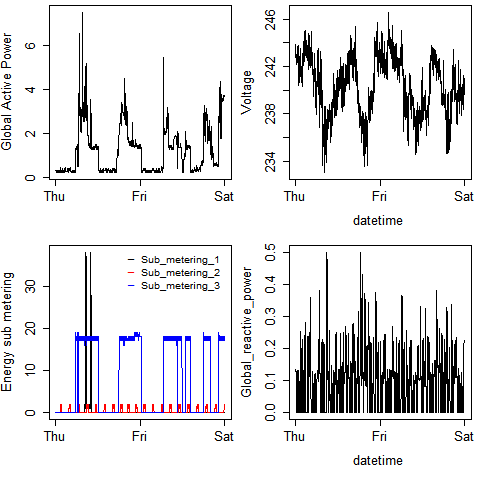 Global Active Power
0 2 4 6
Thu Fri Sat
Voltage
234 238 242 246
Thu Fri Sat
datetime
Energy sub metering
0 10 20 30
Sub_metering_1
Sub_metering_2
Sub_metering_3
Thu Fri Sat
Global_reactive_power
0.0 0.1 0.2 0.3 0.4 0.5
Thu Fri Sat
datetime